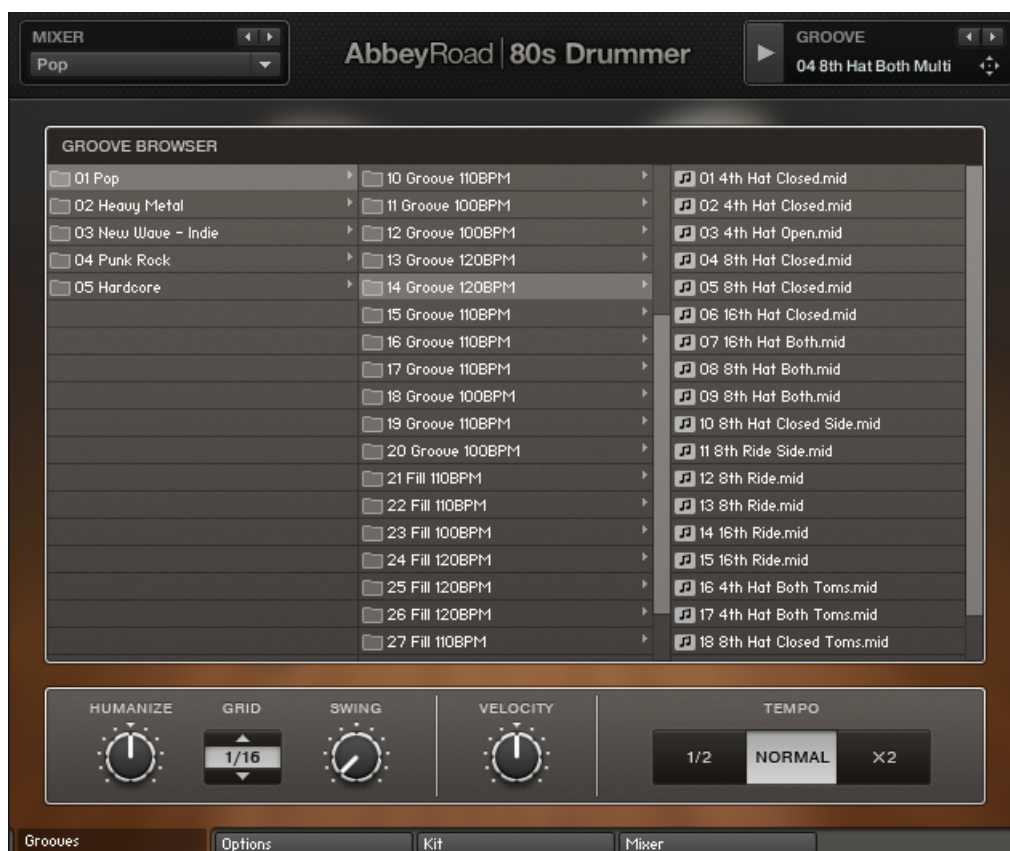 MIXER
Pop
AbbeyRoad | 80s Drummer
GROOVE
04 8th Hat Both Multi
GROOVE BROWSER
01 Pop
02 Heavy Metal
03 New Wave - Indie
04 Punk Rock
05 Hardcore
10 Groove 110BPM
11 Groove 100BPM
12 Groove 100BPM
13 Groove 120BPM
14 Groove 120BPM
15 Groove 110BPM
16 Groove 110BPM
17 Groove 110BPM
18 Groove 100BPM
19 Groove 110BPM
20 Groove 100BPM
21 Fill 110BPM
22 Fill 110BPM
23 Fill 100BPM
24 Fill 120BPM
25 Fill 120BPM
26 Fill 120BPM
27 Fill 110BPM
01 4th Hat Closed.mid
02 4th Hat Closed.mid
03 4th Hat Open.mid
04 8th Hat Closed.mid
05 8th Hat Closed.mid
06 16th Hat Closed.mid
07 16th Hat Both.mid
08 8th Hat Both.mid
09 8th Hat Both.mid
10 8th Hat Closed Side.mid
11 8th Ride Side.mid
12 8th Ride.mid
13 8th Ride.mid
14 16th Ride.mid
15 16th Ride.mid
16 4th Hat Both Toms.mid
17 4th Hat Both Toms.mid
18 8th Hat Closed Toms.mid
HUMANIZE
GRID
1/16
SWING
VELOCITY
TEMPO
1/2
NORMAL
X2
Grooves
Options
Kit
Mixer